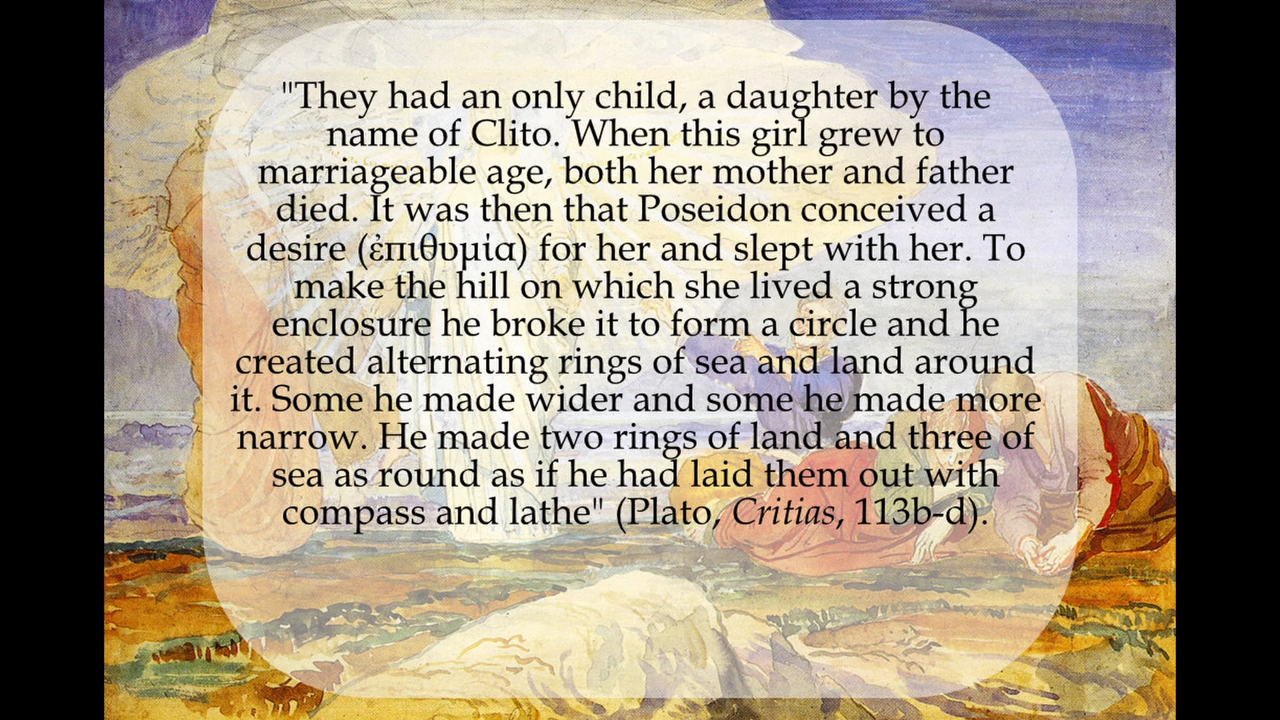 "They had an only child, a daughter by the
name of Clito. When this girl grew to
marriageable age, both her mother and father
died. It was then that Poseidon conceived a
desire (ἐπιθυμία) for her and slept with her. To
make the hill on which she lived a strong
enclosure he broke it to form a circle and he
created alternating rings of sea and land around
it. Some he made wider and some he made more
narrow. He made two rings of land and three of
sea as round as if he had laid them out with
compass and lathe" (Plato, Critias, 113b-d).